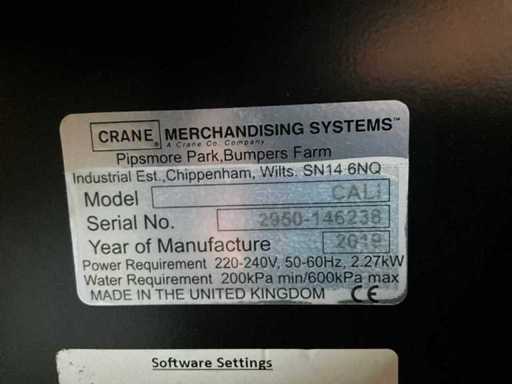 CRANE® MERCHANDISING SYSTEMS™
A Crane Co. Company
Pipsmore Park,Bumpers Farm
Industrial Est.,Chippenham, Wilts. SN14 6NQ
Model CALI
Serial No. 2950-146238
Year of Manufacture 2019
Power Requirement 220-240V, 50-60Hz, 2.27kW
Water Requirement 200kPa min/600kPa max
MADE IN THE UNITED KINGDOM CE
Software Settings